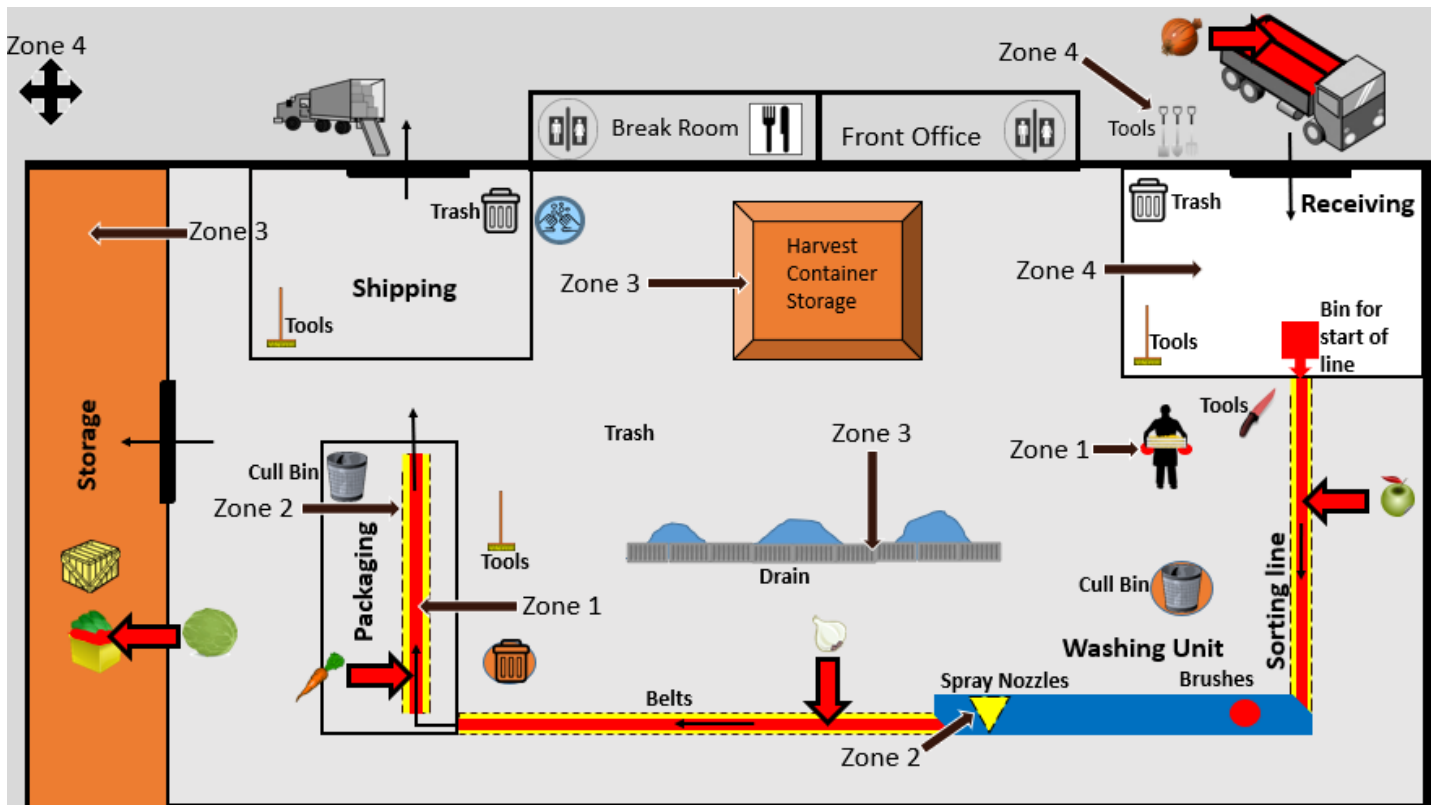 Zone 4
Zone 4
Tools
Break Room
Front Office
Trash
Trash
Receiving
Zone 3
Shipping
Zone 3
Harvest
Container
Storage
Zone 4
Tools
Bin for
start of
line
Tools
Storage
Tools
Zone 1
Trash
Zone 3
Cull Bin
Zone 2
Packaging
Tools
Drain
Cull Bin
Sorting line
Zone 1
Washing Unit
Spray Nozzles
Brushes
Belts
Zone 2